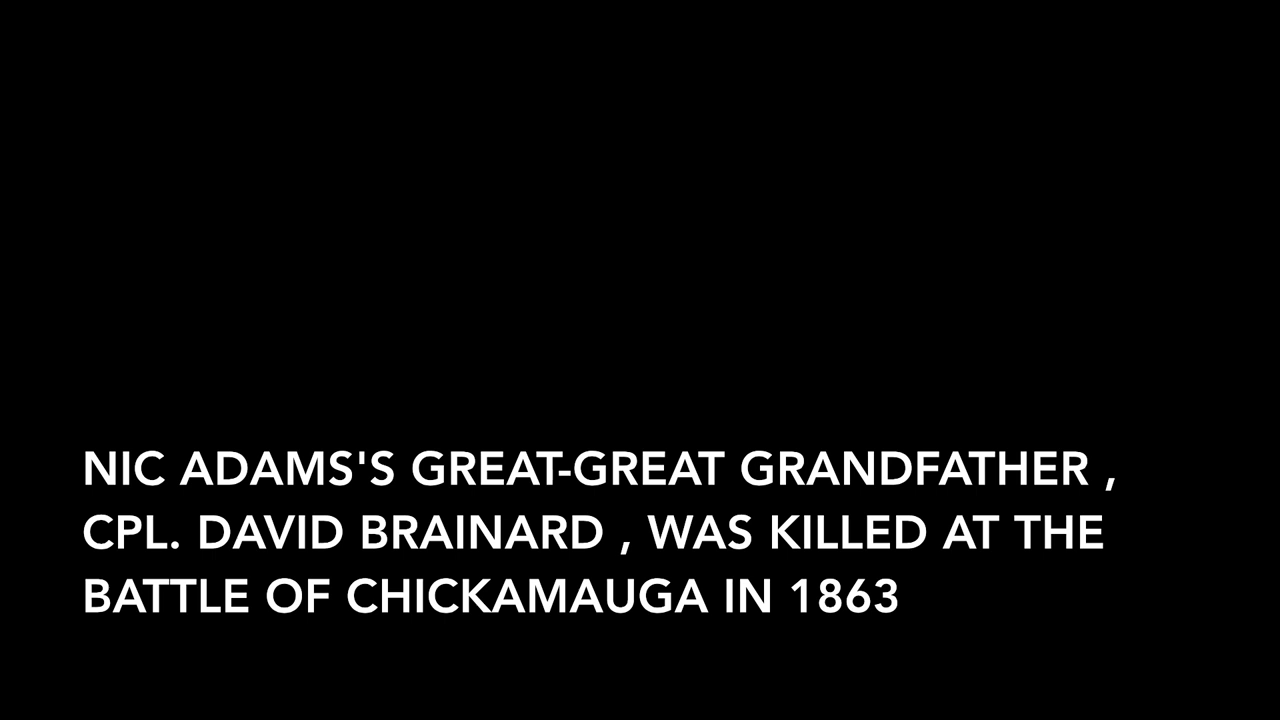 NIC ADAMS'S GREAT-GREAT GRANDFATHER ,
CPL. DAVID BRAINARD , WAS KILLED AT THE
BATTLE OF CHICKAMAUGA IN 1863